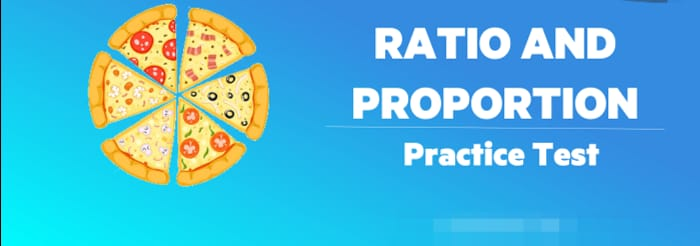 RATIO AND
PROPORTION
Practice Test